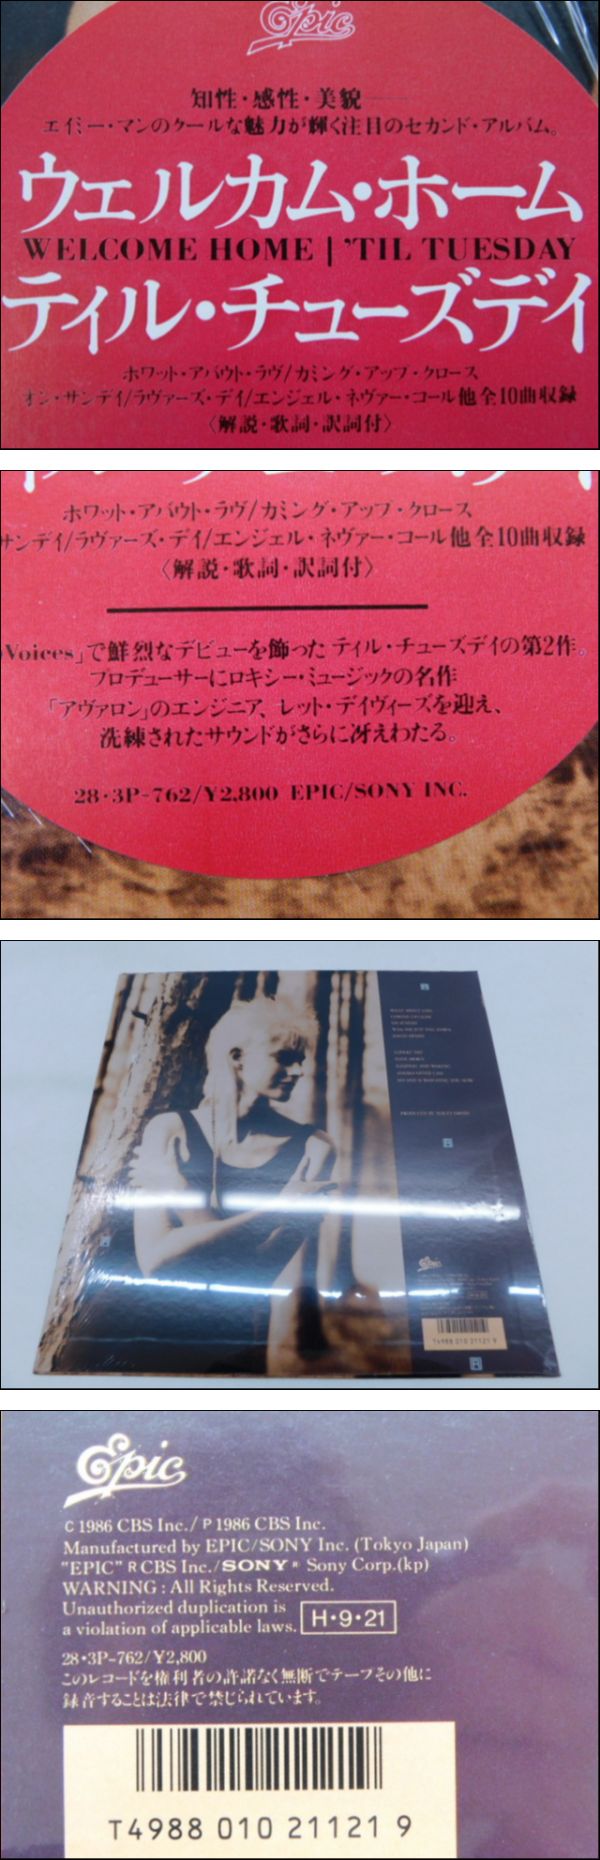 Epic
知性・感性・美貌——
エイミー・マンのクールな魅力が輝く注目のセカンド・アルバム。
ウェルカム・ホーム
WELCOME HOME | 'TIL TUESDAY
ティル・チューズデイ
ホワット・アバウト・ラヴ/カミング・アップ・クロース
オン・サンデイ/ラヴァーズ・デイ/エンジェル・ネヴァー・コール他全10曲収録
〈解説・歌詞・訳詞付〉
ホワット・アバウト・ラヴ/カミング・アップ・クロース
サンデイ/ラヴァーズ・デイ/エンジェル・ネヴァー・コール他全10曲収録
〈解説・歌詞・訳詞付〉
Voices」で鮮烈なデビューを飾ったティル・チューズデイの第2作。
プロデューサーにロキシー・ミュージックの名作
「アヴァロン」のエンジニア、レット・デイヴィーズを迎え、
洗練されたサウンドがさらに冴えわたる。
28・3P-762/¥2,800 EPIC/SONY INC.
Epic
T4988 010 21121 9
Epic
C 1986 CBS Inc./ P 1986 CBS Inc.
Manufactured by EPIC/SONY Inc. (Tokyo Japan)
"EPIC" R CBS Inc./SONY R Sony Corp.(kp)
WARNING : All Rights Reserved.
Unauthorized duplication is
a violation of applicable laws. H・9・21
28・3P-762/¥2,800
このレコードを権利者の許諾なく無断でテープその他に
録音することは法律で禁じられています。
T4988 010 21121 9